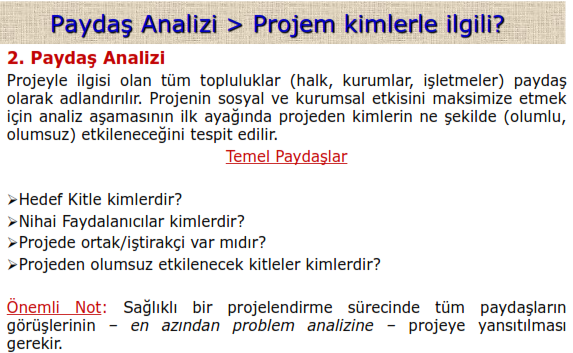 Paydaş Analizi > Projem kimlerle ilgili?
2. Paydaş Analizi
Projeyle ilgisi olan tüm topluluklar (halk, kurumlar, işletmeler) paydaş
olarak adlandırılır. Projenin sosyal ve kurumsal etkisini maksimize etmek
için analiz aşamasının ilk ayağında projeden kimlerin ne şekilde (olumlu,
olumsuz) etkileneceğini tespit edilir.
Temel Paydaşlar
➢Hedef Kitle kimlerdir?
➢Nihai Faydalanıcılar kimlerdir?
➢Projede ortak/iştirakçi var mıdır?
➢Projeden olumsuz etkilenecek kitleler kimlerdir?
Önemli Not: Sağlıklı bir projelendirme sürecinde tüm paydaşların
görüşlerinin – en azından problem analizine – projeye yansıtılması
gerekir.